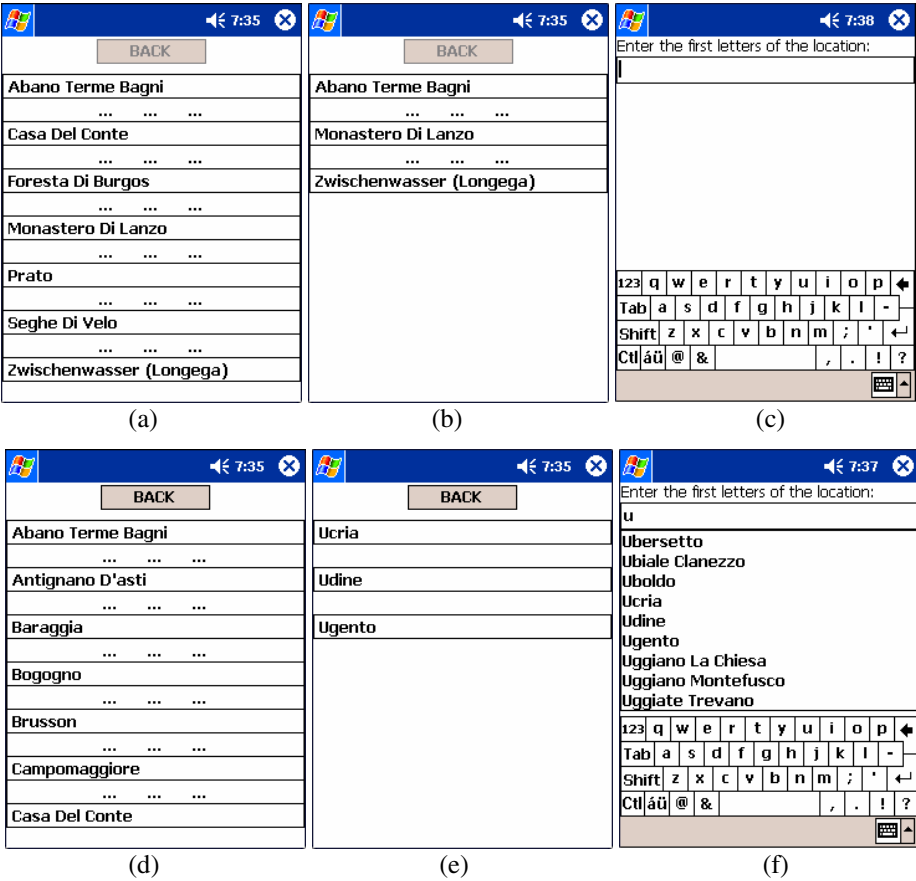 7:35
BACK
Abano Terme Bagni
... ... ...
Casa Del Conte
... ... ...
Foresta Di Burgos
... ... ...
Monastero Di Lanzo
... ... ...
Prato
... ... ...
Seghe Di Velo
... ... ...
Zwischenwasser (Longega)
(a)
7:35
BACK
Abano Terme Bagni
... ... ...
Monastero Di Lanzo
... ... ...
Zwischenwasser (Longega)
(b)
7:38
Enter the first letters of the location:
123 q w e r t y u i o p
Tab a s d f g h j k l -
Shift z x c v b n m ; '
Ctl áü @ & , . ! ?
(c)
7:35
BACK
Abano Terme Bagni
... ... ...
Antignano D'asti
... ... ...
Baraggia
... ... ...
Bogogno
... ... ...
Brusson
... ... ...
Campomaggiore
... ... ...
Casa Del Conte
(d)
7:35
BACK
Ucria
Udine
Ugento
(e)
7:37
Enter the first letters of the location:
u
Ubersetto
Ubiale Clanezzo
Uboldo
Ucria
Udine
Ugento
Uggiano La Chiesa
Uggiano Montefusco
Uggiate Trevano
123 q w e r t y u i o p
Tab a s d f g h j k l -
Shift z x c v b n m ; '
Ctl áü @ & , . ! ?
(f)